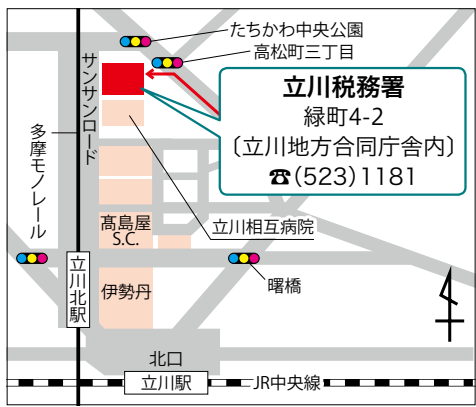 たちかわ中央公園
高松町三丁目
サンサンロード
立川税務署
緑町4-2
〔立川地方合同庁舎内〕
☎(523)1181
多摩モノレール
髙島屋
S.C.
立川相互病院
立川北駅
伊勢丹
曙橋
北口
立川駅
JR中央線